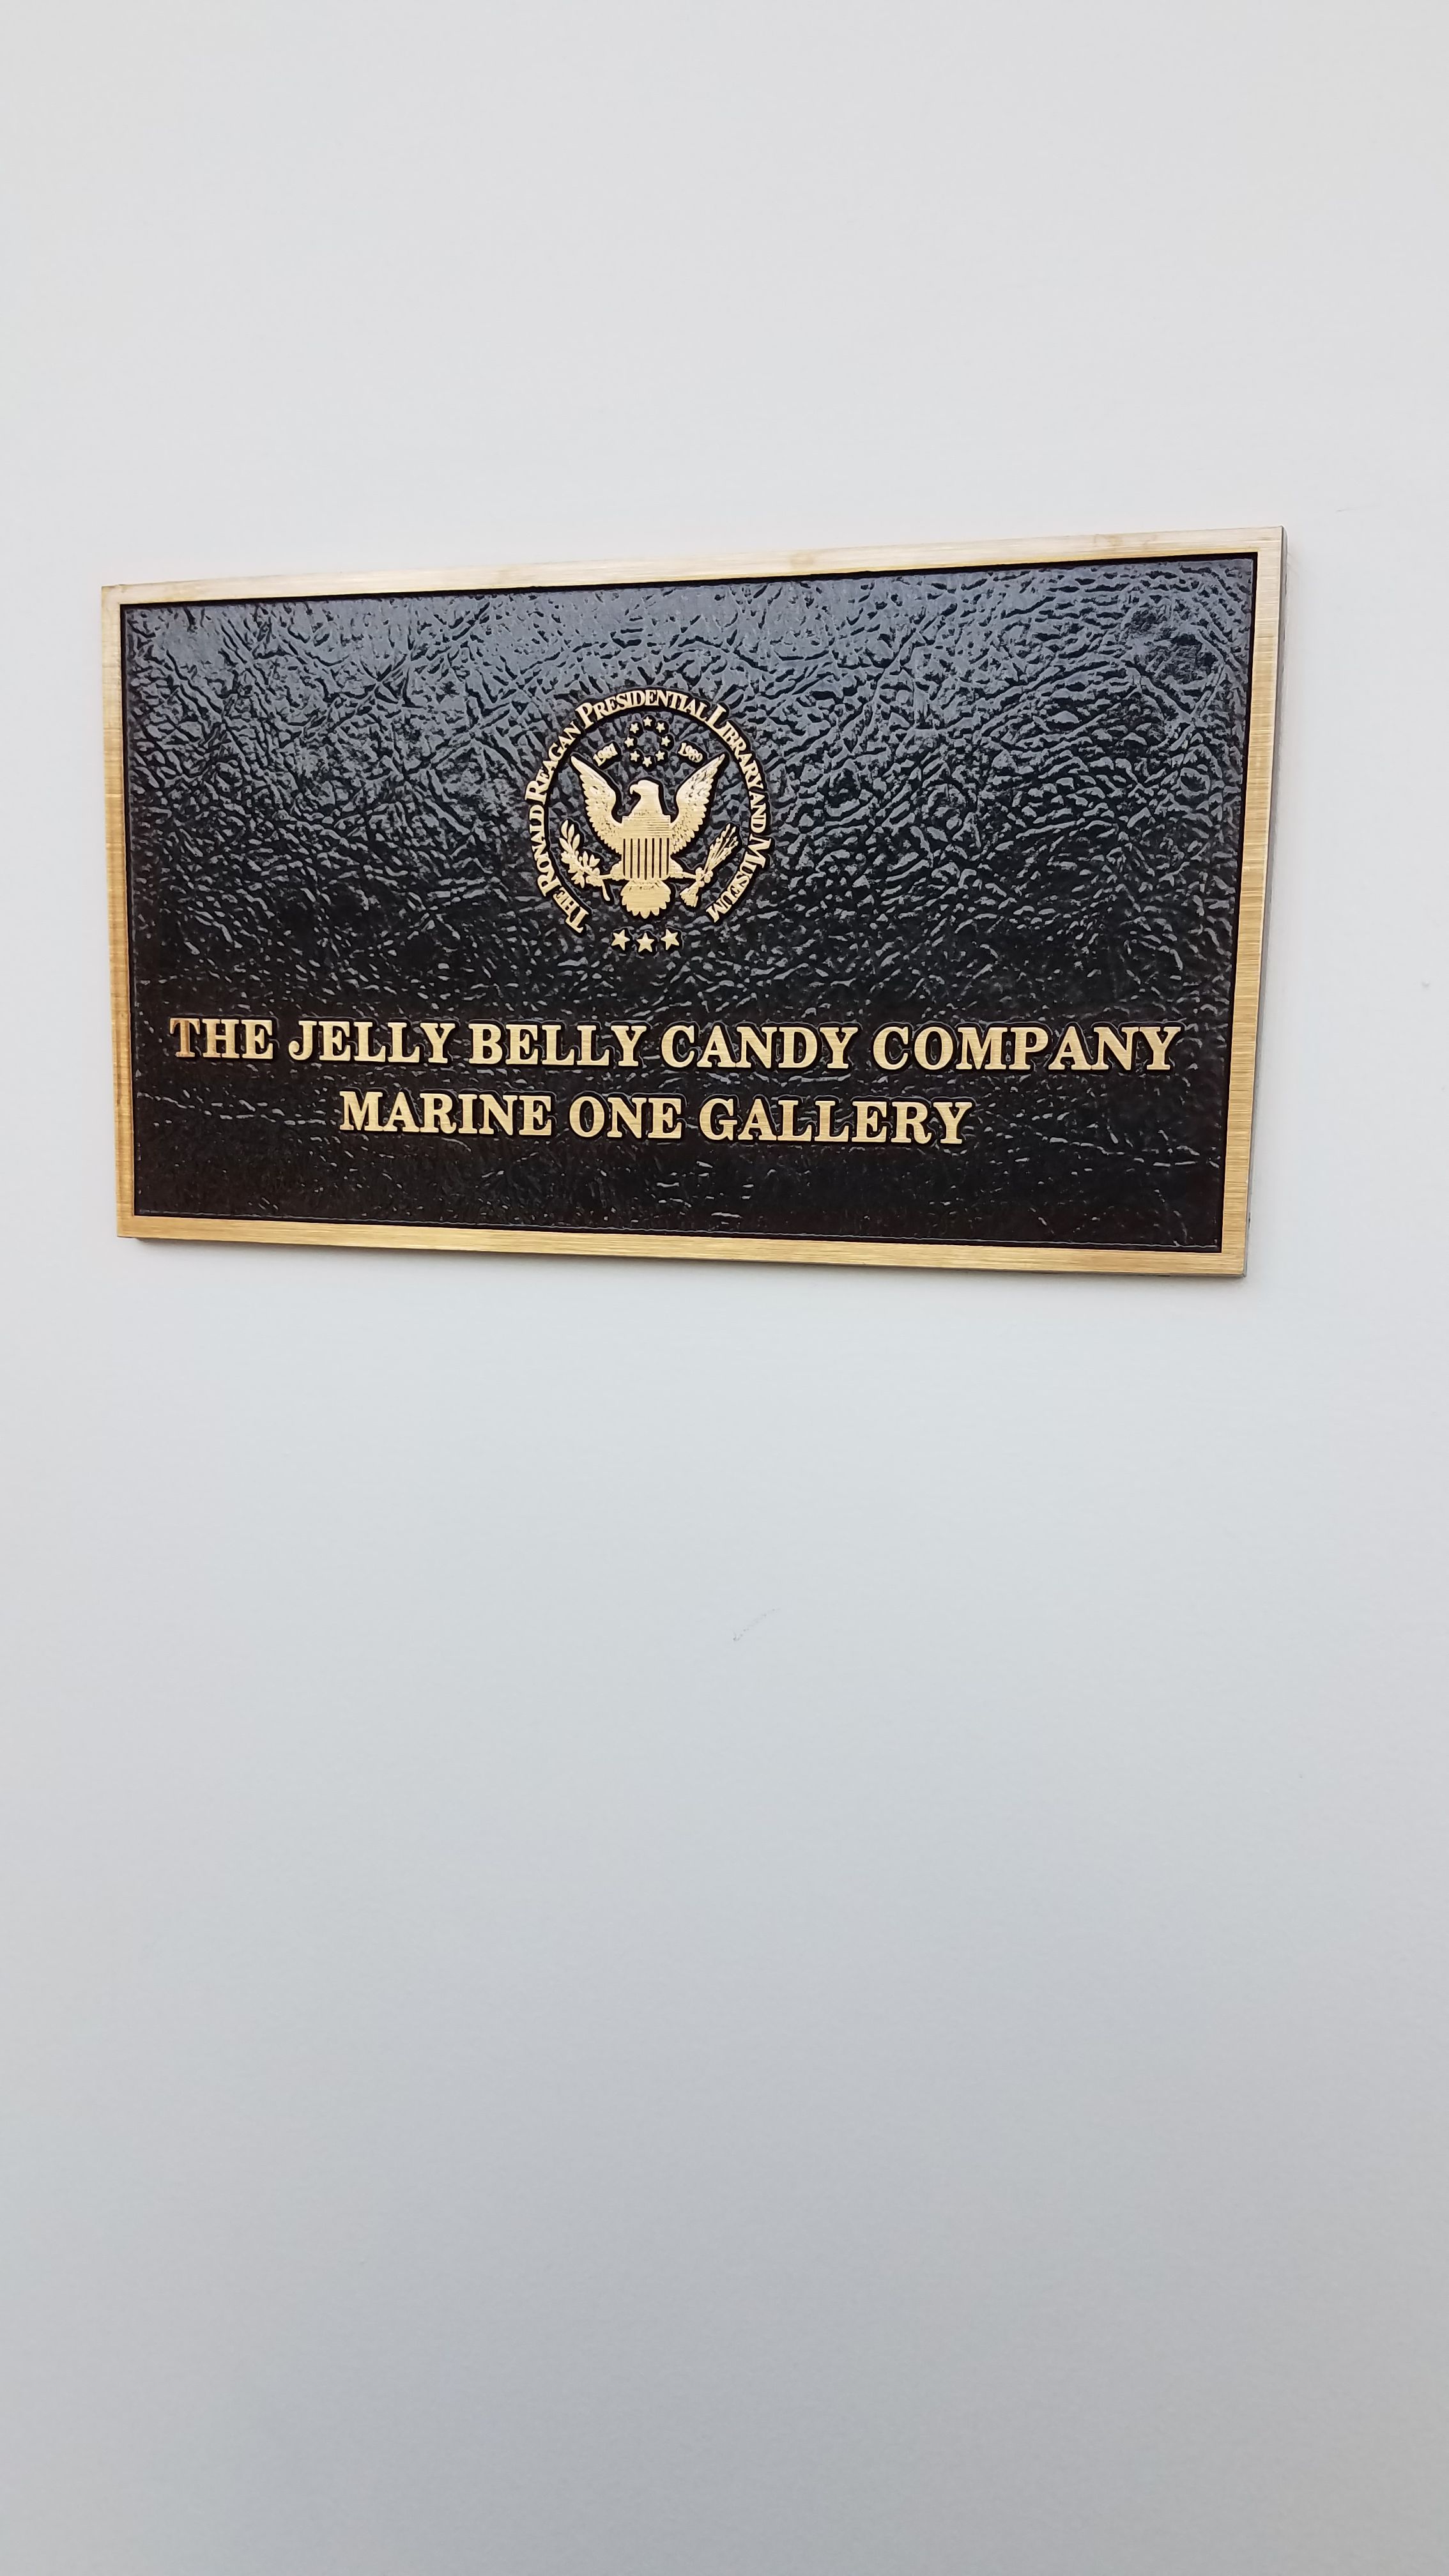 THE RONALD REAGAN PRESIDENTIAL LIBRARY AND MUSEUM
1981 1989
THE JELLY BELLY CANDY COMPANY
MARINE ONE GALLERY